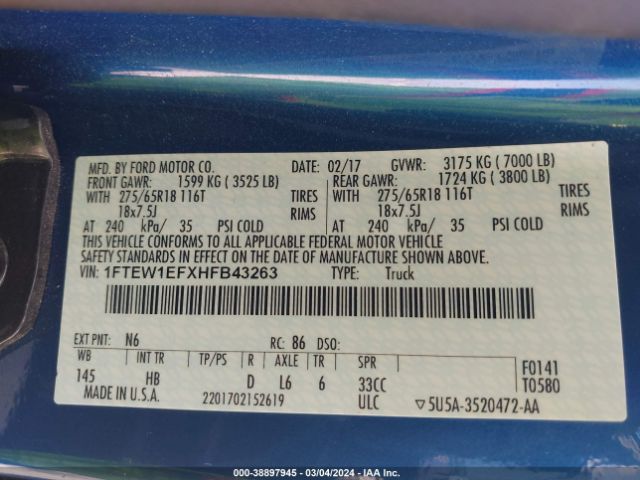 MFD. BY FORD MOTOR CO. DATE: 02/17 GVWR: 3175 KG ( 7000 LB)
FRONT GAWR: 1599 KG ( 3525 LB) REAR GAWR: 1724 KG ( 3800 LB)
WITH 275/65R18 116T TIRES WITH 275/65R18 116T TIRES
18x7.5J RIMS 18x7.5J RIMS
AT 240 kPa/ 35 PSI COLD AT 240 kPa/ 35 PSI COLD
THIS VEHICLE CONFORMS TO ALL APPLICABLE FEDERAL MOTOR VEHICLE
SAFETY STANDARDS IN EFFECT ON THE DATE OF MANUFACTURE SHOWN ABOVE.
VIN: 1FTEW1EFXHFB43263 TYPE: Truck
EXT PNT: N6 RC: 86 DSO:
WB INT TR TP/PS R AXLE TR SPR F0141
145 HB D L6 6 33CC T0580
MADE IN U.S.A. 2201702152619 ULC ▽5U5A-3520472-AA
000-38897945 - 03/04/2024 - IAA Inc.